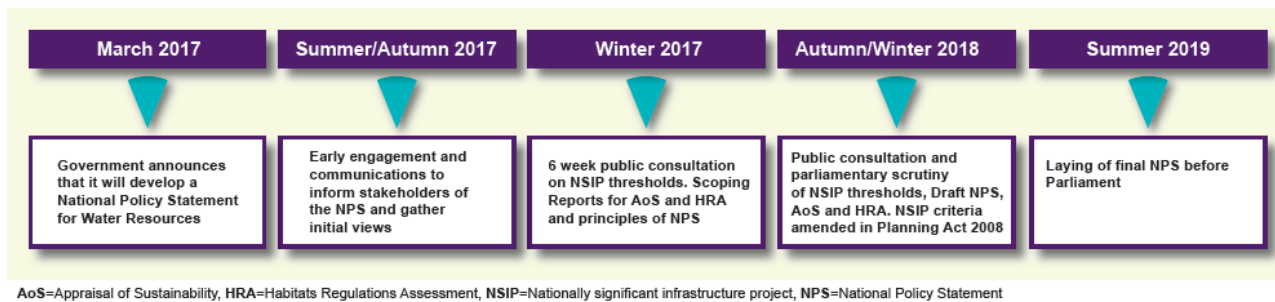 March 2017
Summer/Autumn 2017
Winter 2017
Autumn/Winter 2018
Summer 2019
Government announces
that it will develop a
National Policy Statement
for Water Resources
Early engagement and
communications to
inform stakeholders of
the NPS and gather
initial views
6 week public consultation
on NSIP thresholds. Scoping
Reports for AoS and HRA
and principles of NPS
Public consultation and
parliamentary scrutiny
of NSIP thresholds, Draft NPS,
AoS and HRA. NSIP criteria
amended in Planning Act 2008
Laying of final NPS before
Parliament
AoS=Appraisal of Sustainability, HRA=Habitats Regulations Assessment, NSIP=Nationally significant infrastructure project, NPS=National Policy Statement